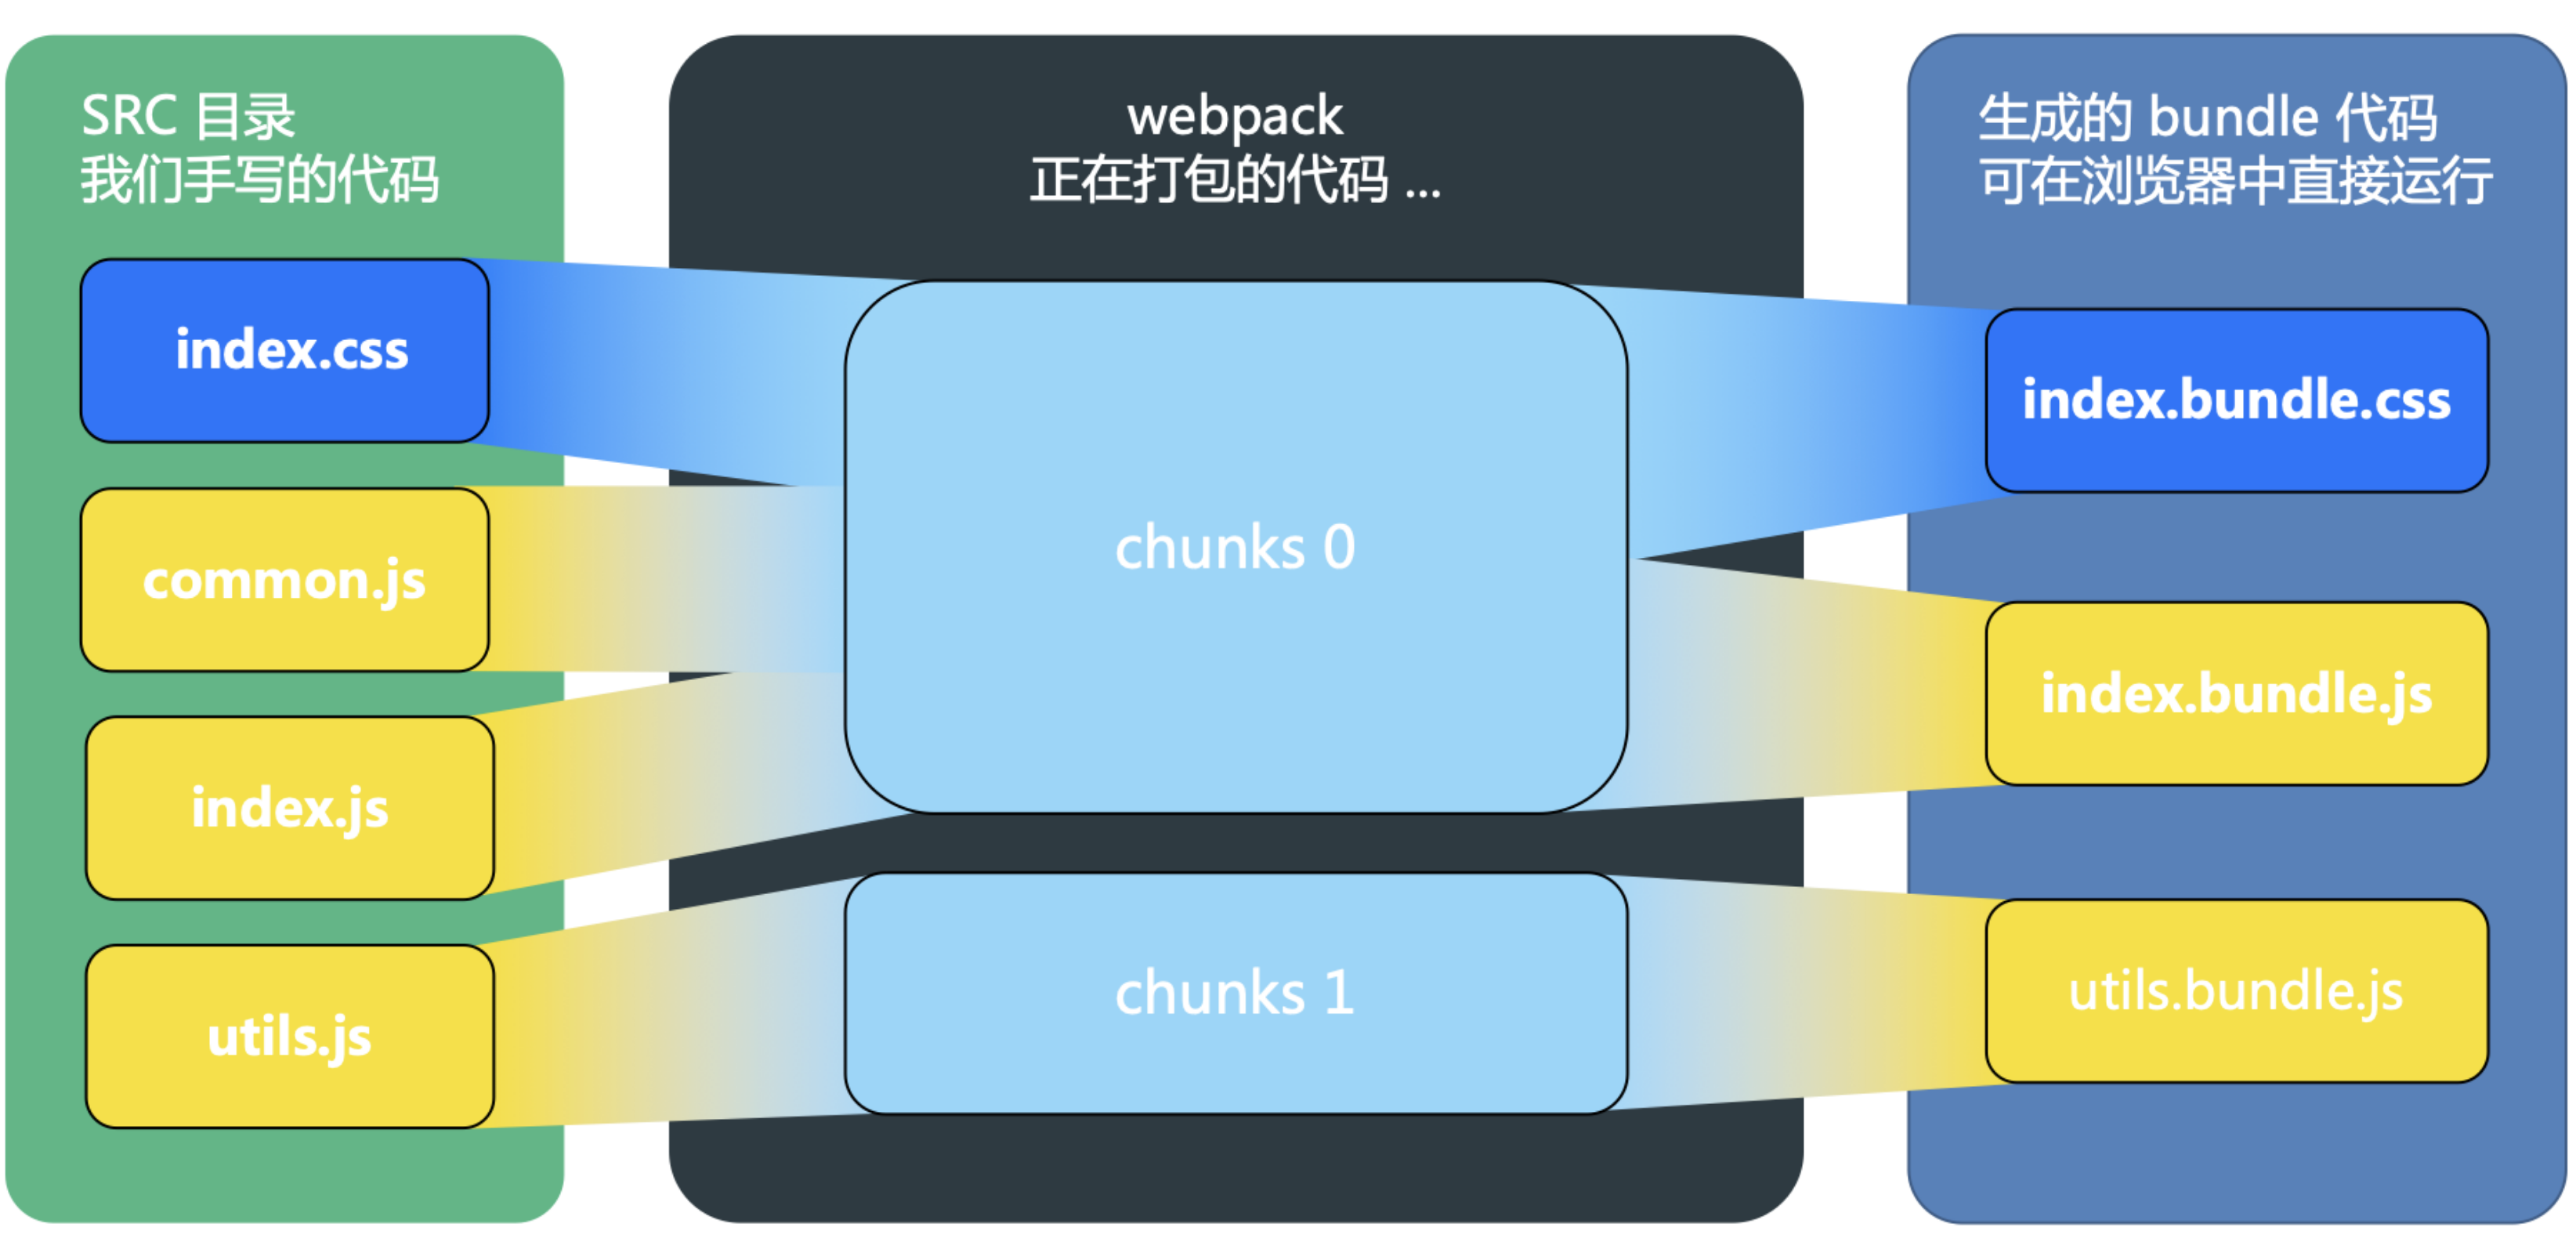 SRC 目录
我们手写的代码
index.css
common.js
index.js
utils.js
webpack
正在打包的代码 ...
chunks 0
chunks 1
生成的 bundle 代码
可在浏览器中直接运行
index.bundle.css
index.bundle.js
utils.bundle.js